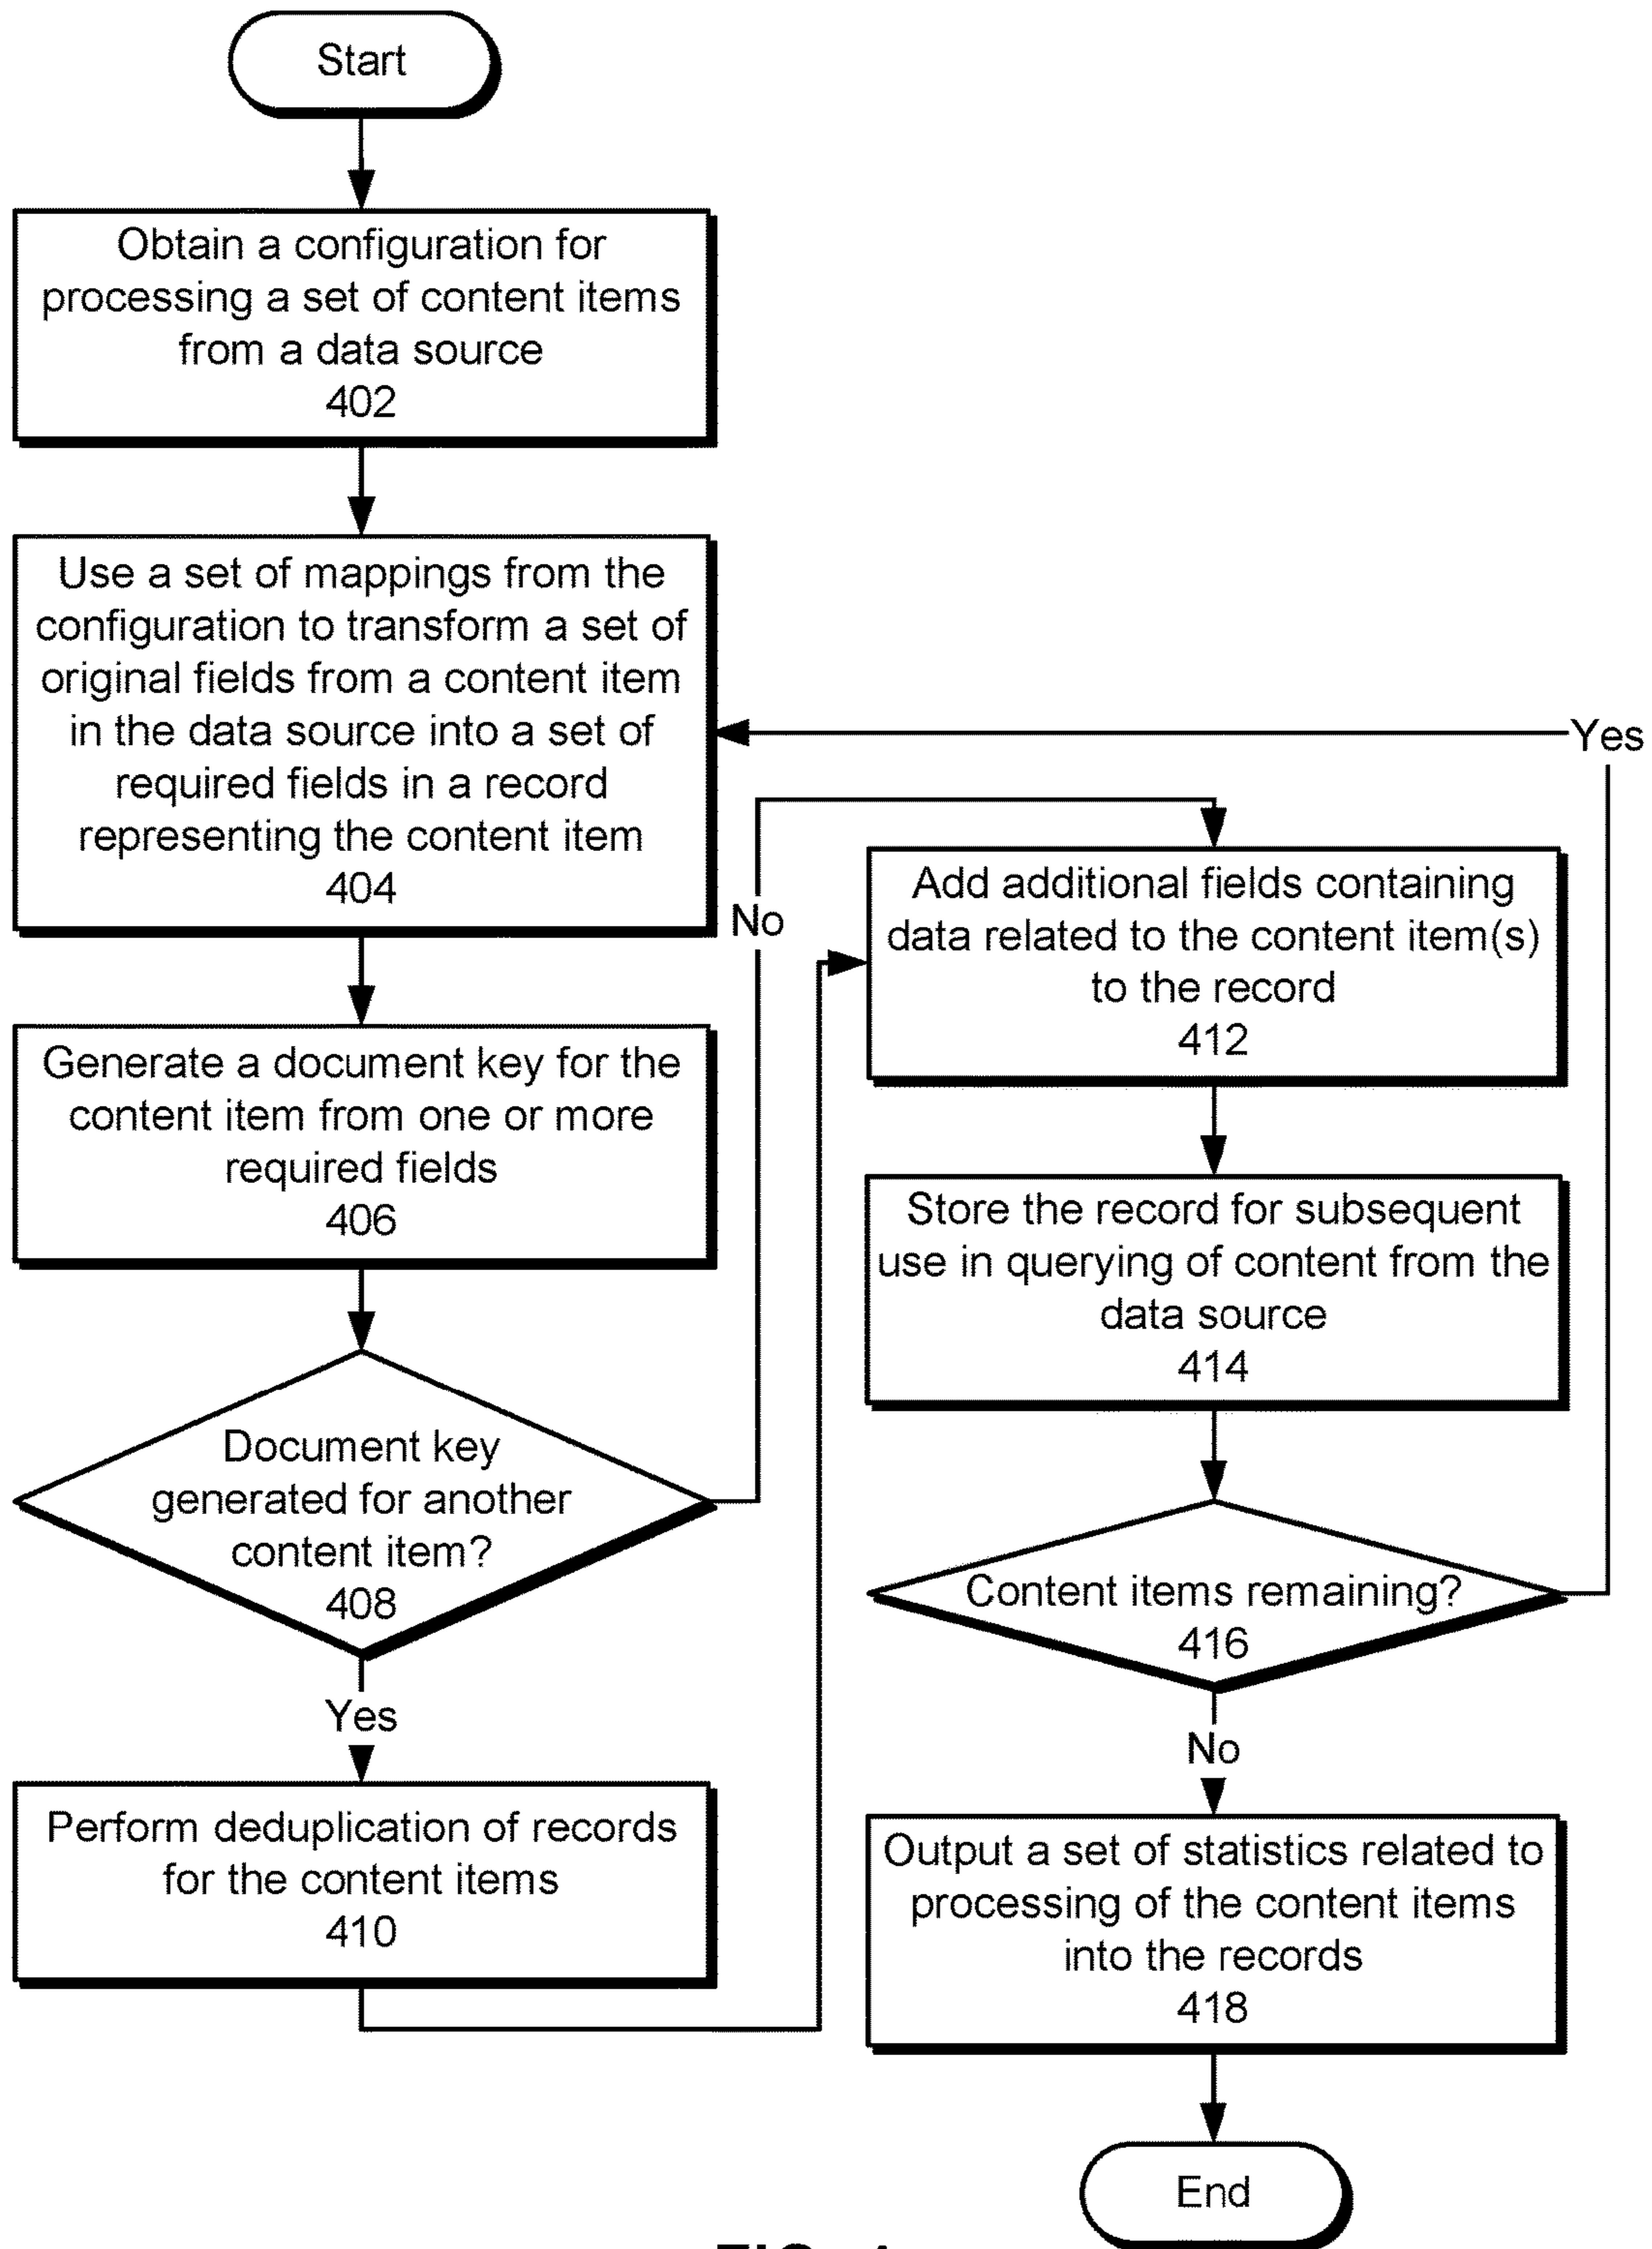 Start
Obtain a configuration for
processing a set of content items
from a data source
402
Use a set of mappings from the
configuration to transform a set of
original fields from a content item
in the data source into a set of
required fields in a record
representing the content item
404
Generate a document key for the
content item from one or more
required fields
406
Document key
generated for another
content item?
408
Yes
Perform deduplication of records
for the content items
410
No
Yes
Add additional fields containing
data related to the content item(s)
to the record
412
Store the record for subsequent
use in querying of content from the
data source
414
Content items remaining?
416
No
Output a set of statistics related to
processing of the content items
into the records
418
End